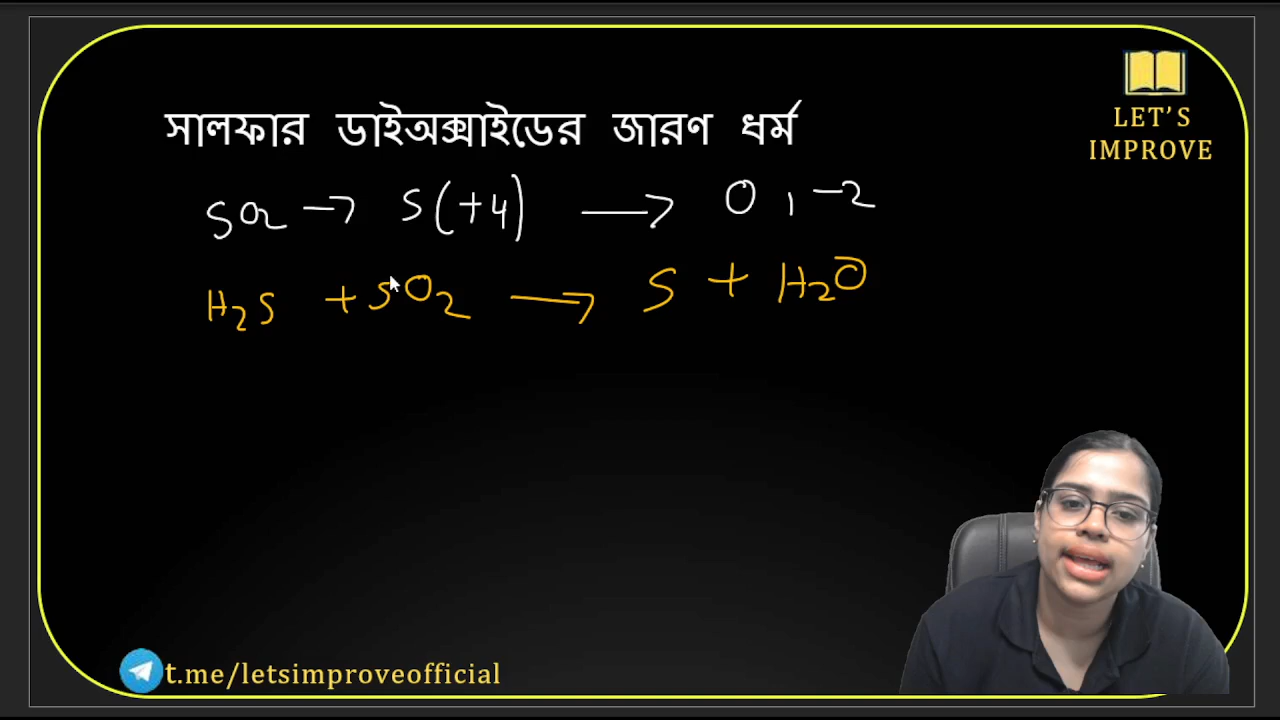 সালফার ডাইঅক্সাইডের জারণ ধর্ম
LET'S
IMPROVE
SO2 → S(+4) → O, -2
H2S + SO2 → S + H2O
t.me/letsimproveofficial